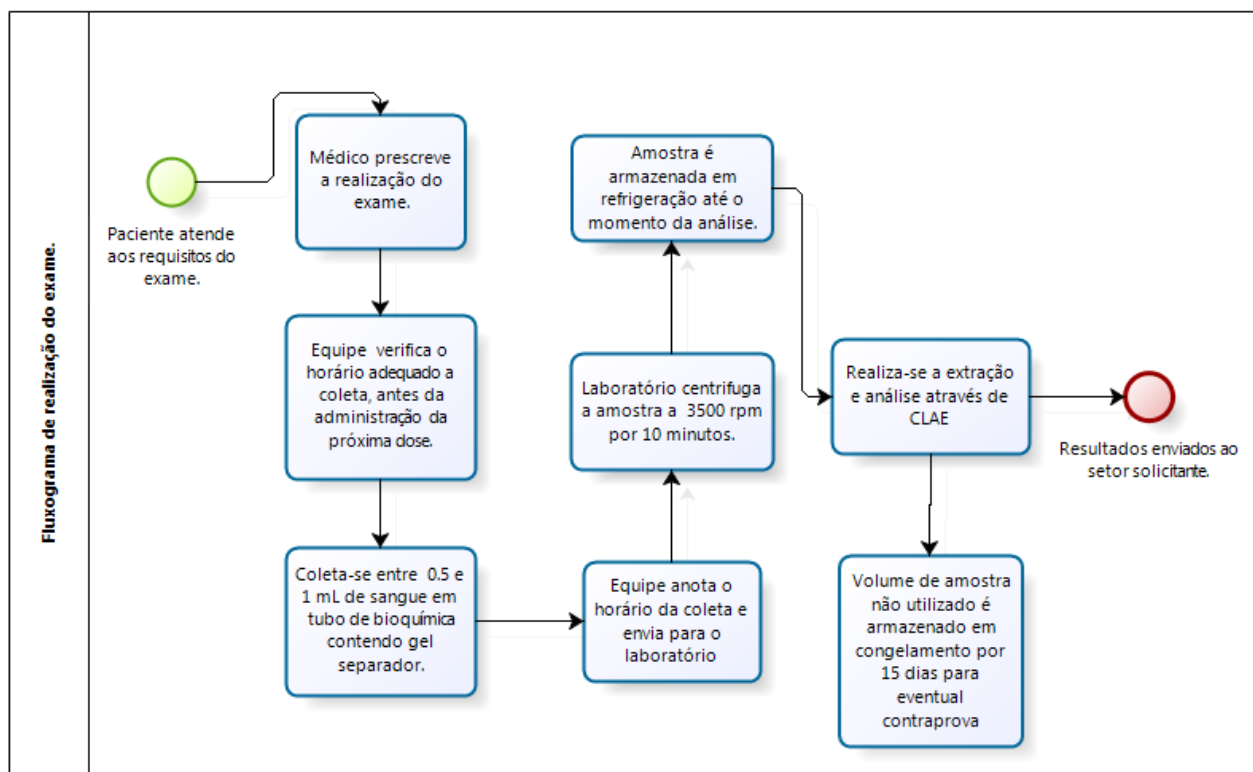 Fluxograma de realização do exame.
Paciente atende
aos requisitos do
exame.
Médico prescreve
a realização do
exame.
Equipe verifica o
horário adequado a
coleta, antes da
administração da
próxima dose.
Coleta-se entre 0.5 e
1 mL de sangue em
tubo de bioquímica
contendo gel
separador.
Equipe anota o
horário da coleta e
envia para o
laboratório
Laboratório centrifuga
a amostra a 3500 rpm
por 10 minutos.
Amostra é
armazenada em
refrigeração até o
momento da análise.
Realiza-se a extração
e análise através de
CLAE
Resultados enviados ao
setor solicitante.
Volume de amostra
não utilizado é
armazenado em
congelamento por
15 dias para
eventual
contraprova